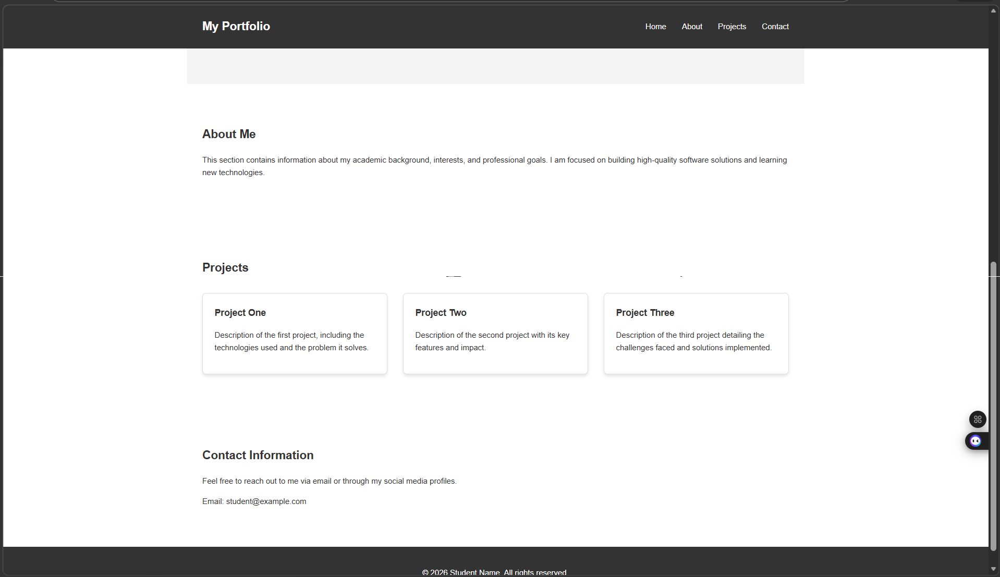 My Portfolio
Home About Projects Contact
About Me
This section contains information about my academic background, interests, and professional goals. I am focused on building high-quality software solutions and learning
new technologies.
Projects
Project One
Description of the first project, including the
technologies used and the problem it solves.
Project Two
Description of the second project with its key
features and impact.
Project Three
Description of the third project detailing the
challenges faced and solutions implemented.
Contact Information
Feel free to reach out to me via email or through my social media profiles.
Email: student@example.com
© 2026 Student Name. All rights reserved